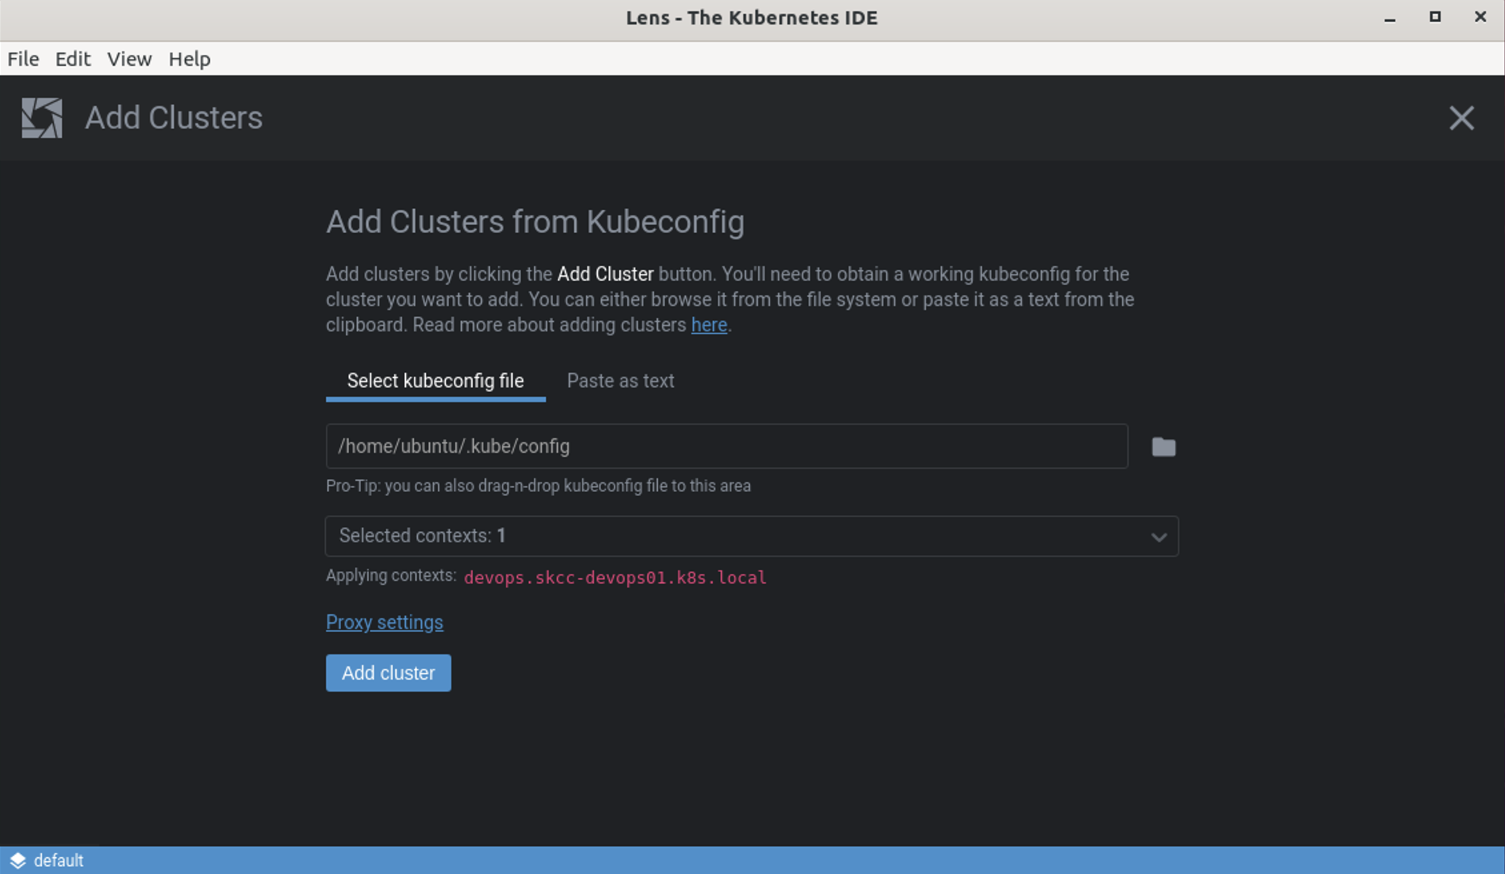 Lens - The Kubernetes IDE
File Edit View Help
Add Clusters
Add Clusters from Kubeconfig
Add clusters by clicking the Add Cluster button. You'll need to obtain a working kubeconfig for the
cluster you want to add. You can either browse it from the file system or paste it as a text from the
clipboard. Read more about adding clusters here.
Select kubeconfig file Paste as text
/home/ubuntu/.kube/config
Pro-Tip: you can also drag-n-drop kubeconfig file to this area
Selected contexts: 1
Applying contexts: devops.skcc-devops01.k8s.local
Proxy settings
Add cluster
default